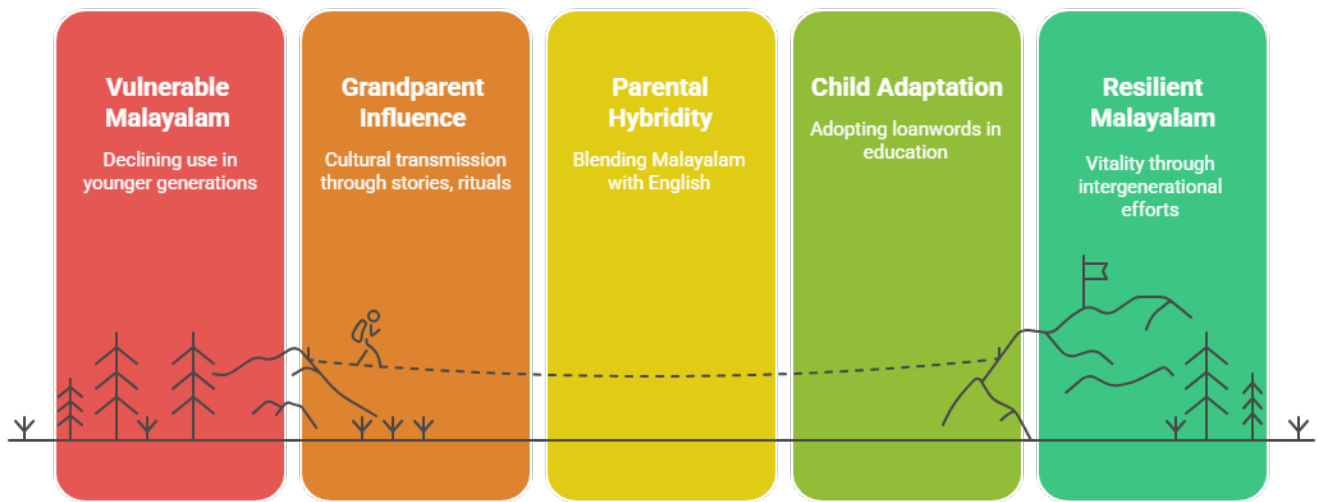 Vulnerable
Malayalam
Declining use in
younger generations
Grandparent
Influence
Cultural transmission
through stories, rituals
Parental
Hybridity
Blending Malayalam
with English
Child Adaptation
Adopting loanwords in
education
Resilient
Malayalam
Vitality through
intergenerational
efforts